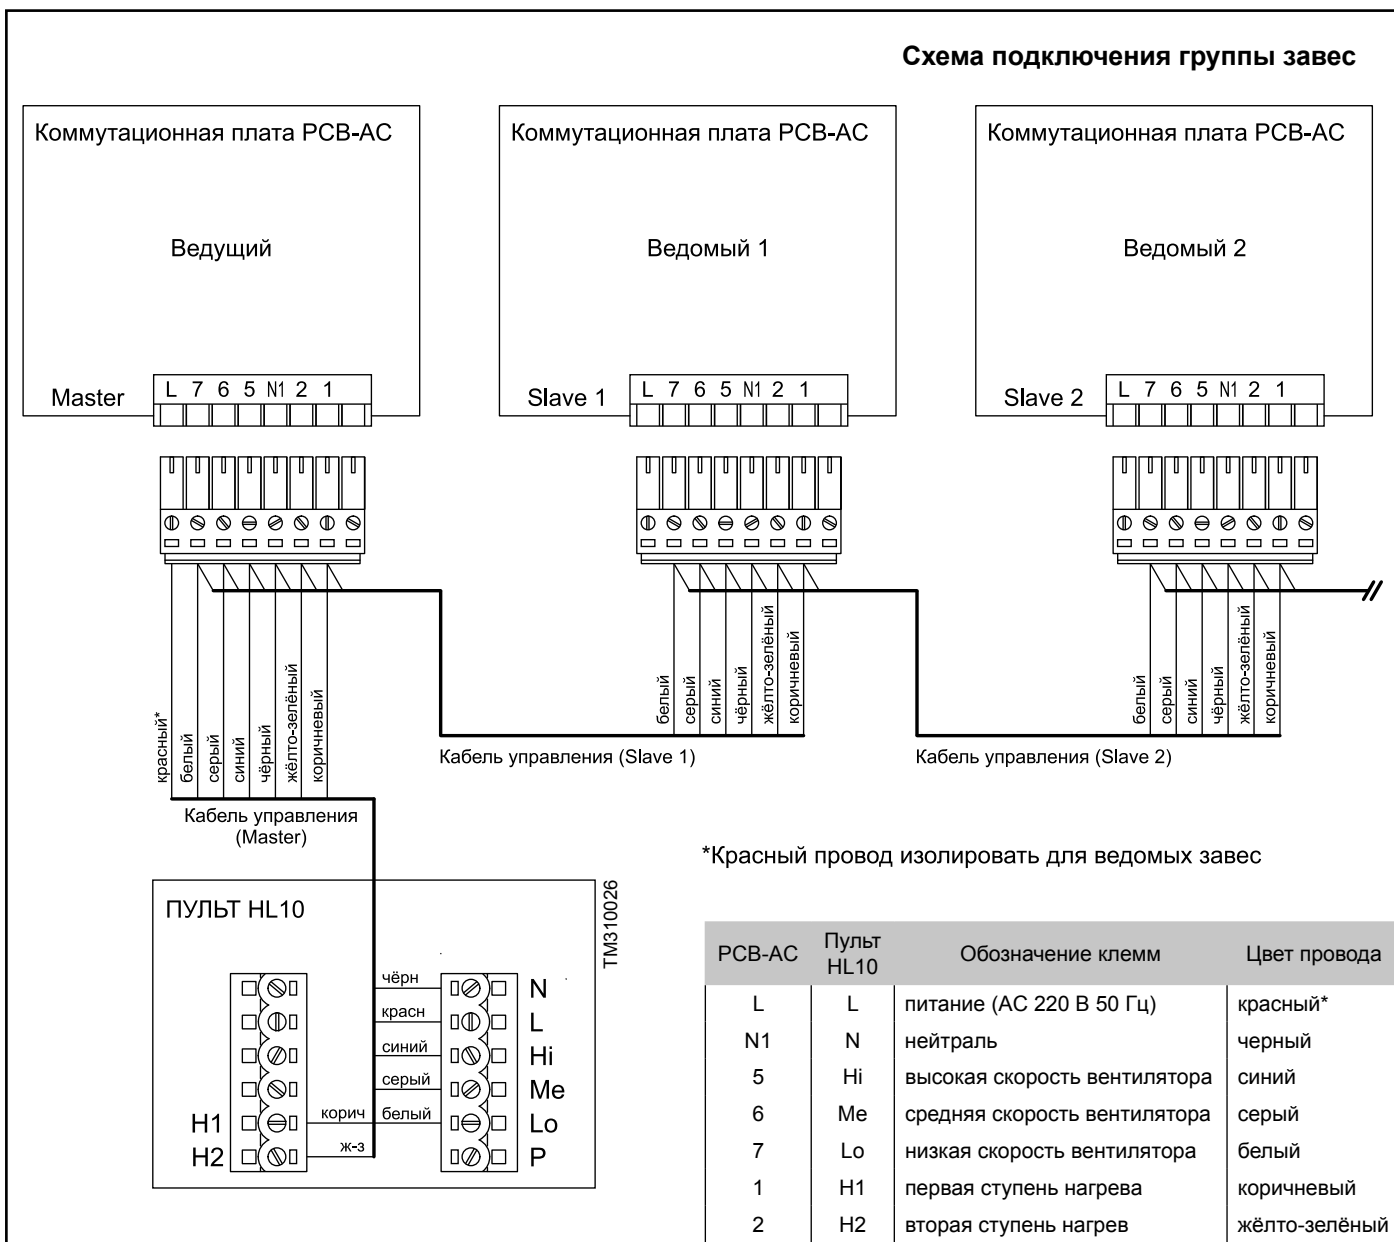 Схема подключения группы завес
Коммутационная плата PCB-AC
Ведущий
Master
L 7 6 5 N1 2 1
Коммутационная плата PCB-AC
Ведомый 1
Slave 1
L 7 6 5 N1 2 1
Коммутационная плата PCB-AC
Ведомый 2
Slave 2
L 7 6 5 N1 2 1
красный*
белый
серый
синий
чёрный
жёлто-зелёный
коричневый
белый
серый
синий
чёрный
жёлто-зелёный
коричневый
белый
серый
синий
чёрный
жёлто-зелёный
коричневый
Кабель управления (Slave 1)
Кабель управления (Slave 2)
Кабель управления
(Master)
*Красный провод изолировать для ведомых завес
ПУЛЬТ HL10
TM310026
чёрн N
красн L
синий Hi
серый Me
H1 корич белый Lo
H2 ж-з P
PCB-AC Пульт HL10 Обозначение клемм Цвет провода
L L питание (АС 220 В 50 Гц) красный*
N1 N нейтраль черный
5 Hi высокая скорость вентилятора синий
6 Me средняя скорость вентилятора серый
7 Lo низкая скорость вентилятора белый
1 H1 первая ступень нагрева коричневый
2 H2 вторая ступень нагрев жёлто-зелёный